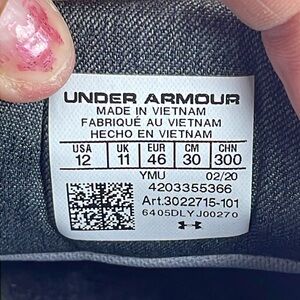 UNDER ARMOUR
MADE IN VIETNAM
FABRIQUÉ AU VIETNAM
HECHO EN VIETNAM
USA UK EUR CM CHN
12 11 46 30 300
YMU 02/20
4203355366
Art.3022715-101
6405DLYJ00270